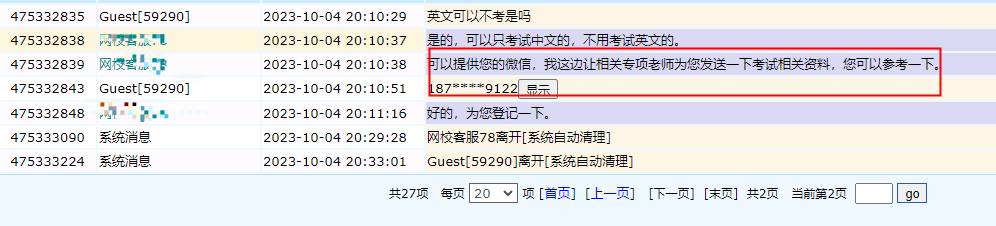 475332835 Guest[59290] 2023-10-04 20:10:29 英文可以不考是吗
475332838 网校客服 2023-10-04 20:10:37 是的，可以只考试中文的，不用考试英文的。
475332839 网校客服 2023-10-04 20:10:38 可以提供您的微信，我这边让相关专项老师为您发送一下考试相关资料，您可以参考一下。
475332843 Guest[59290] 2023-10-04 20:10:51 187****9122 显示
475332848 2023-10-04 20:11:16 好的，为您登记一下。
475333090 系统消息 2023-10-04 20:29:28 网校客服78离开[系统自动清理]
475333224 系统消息 2023-10-04 20:33:01 Guest[59290]离开[系统自动清理]
共27项 每页 20 项 [首页] [上一页] [下一页] [末页] 共2页 当前第2页 go